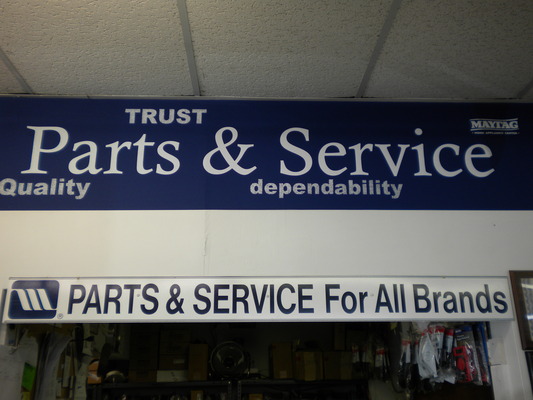 TRUST
Parts & Service
MAYTAG
Quality
dependability
PARTS & SERVICE For All Brands